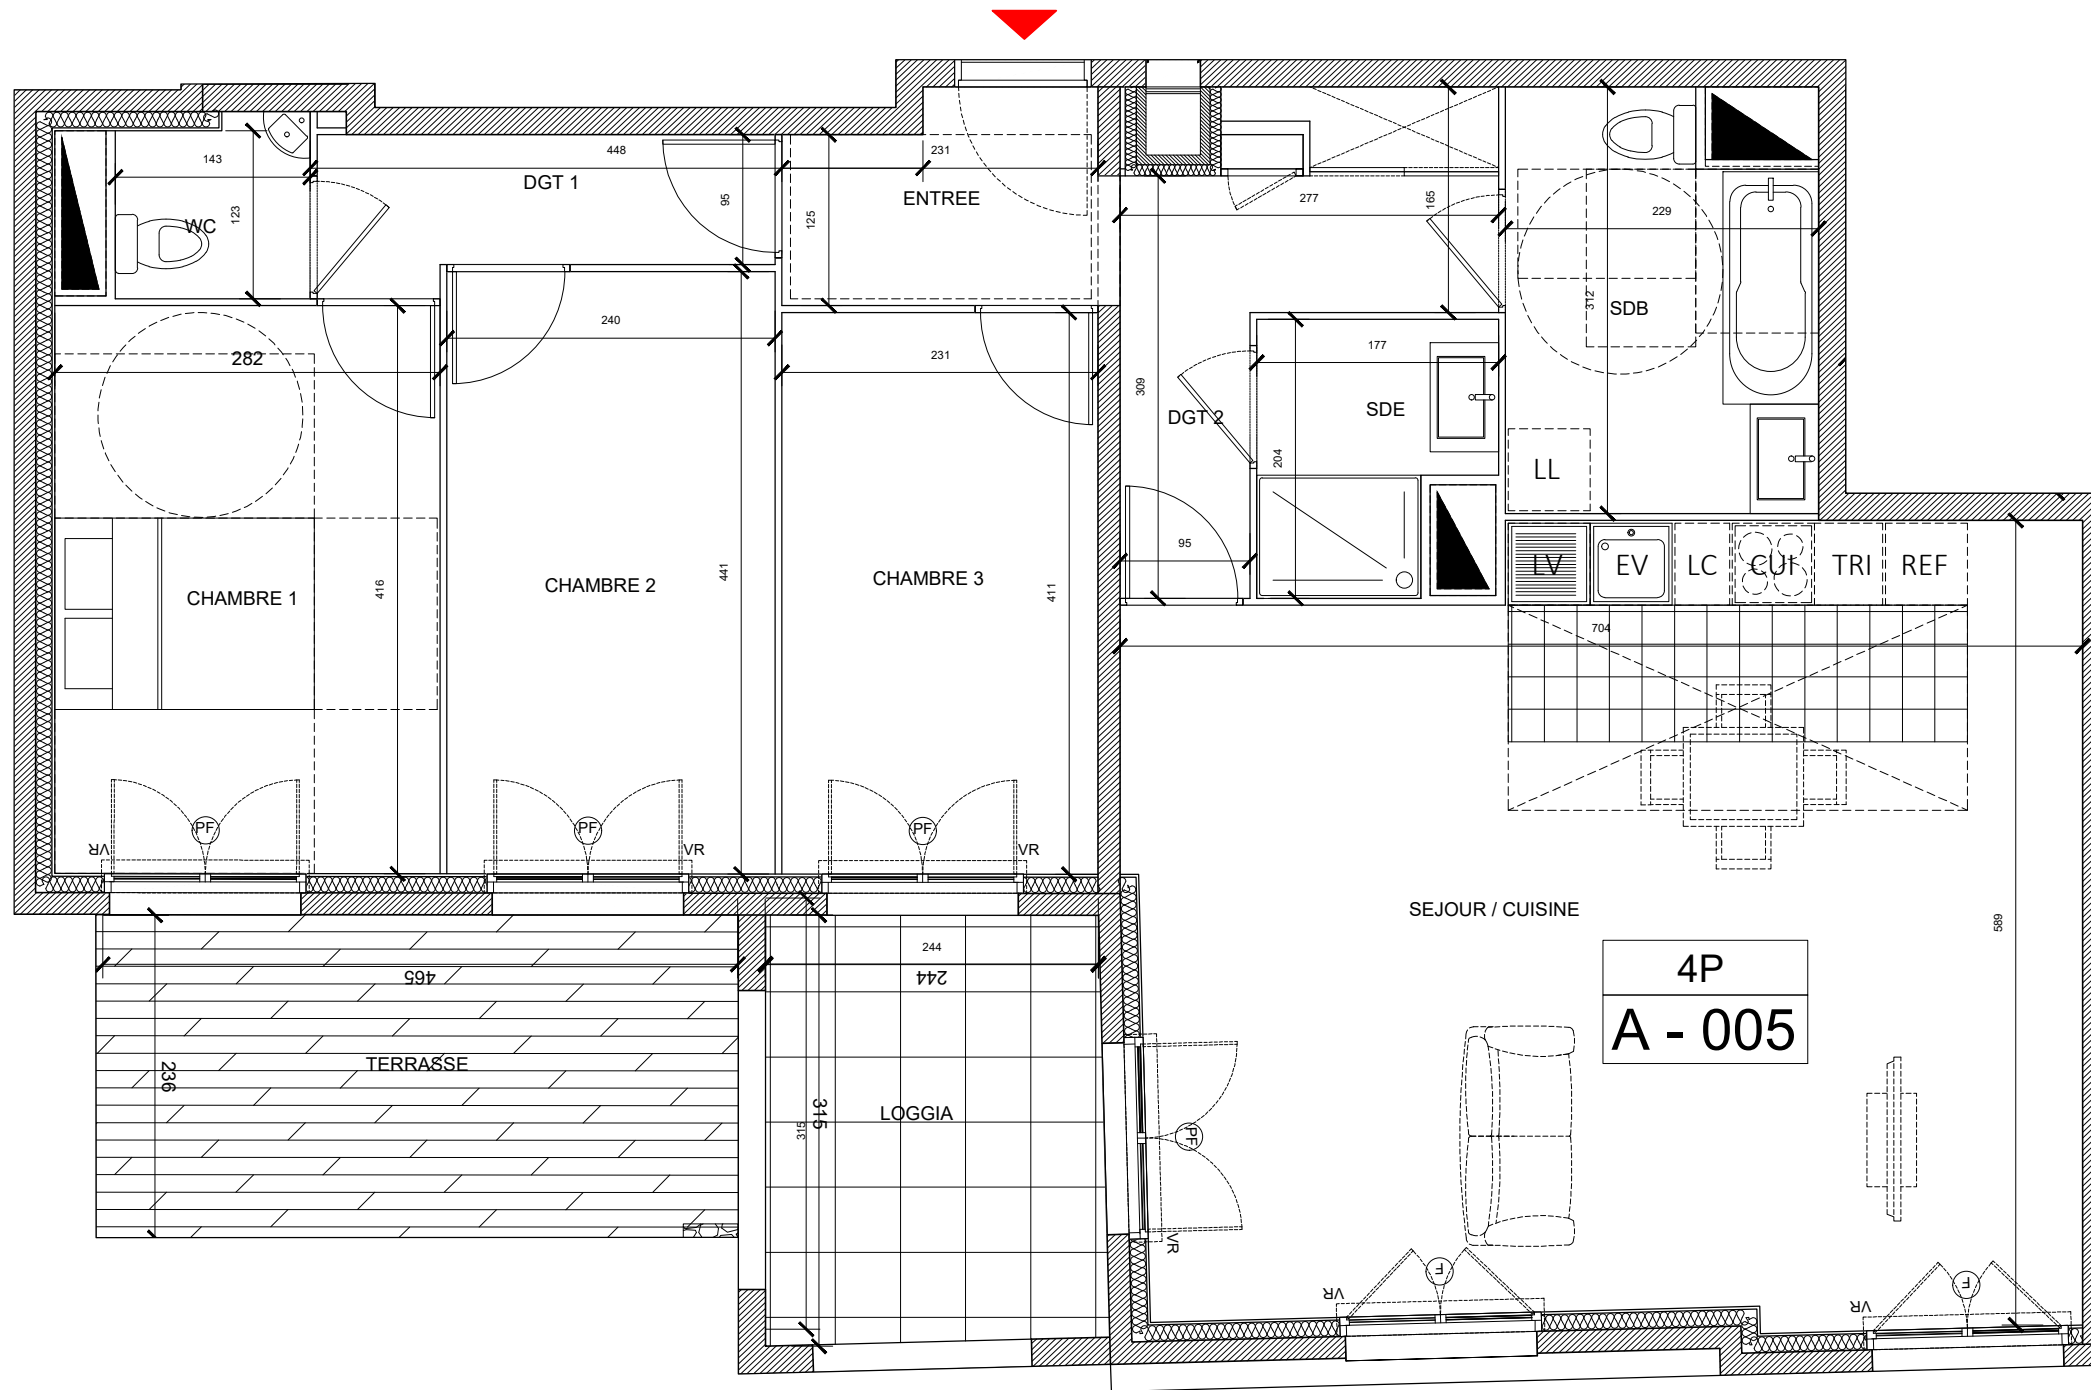 143
448
231
DGT 1
ENTREE
WC
123
95
125
277
165
229
312
SDB
282
240
231
177
309
DGT 2
SDE
204
LL
95
LV
EV
LC
CUI
TRI
REF
704
CHAMBRE 1
416
CHAMBRE 2
441
CHAMBRE 3
411
PF
PF
PF
VR
VR
VR
SEJOUR / CUISINE
589
4P
A - 005
465
244
244
TERRASSE
236
LOGGIA
315
315
PF
VR
F
VR
F
VR